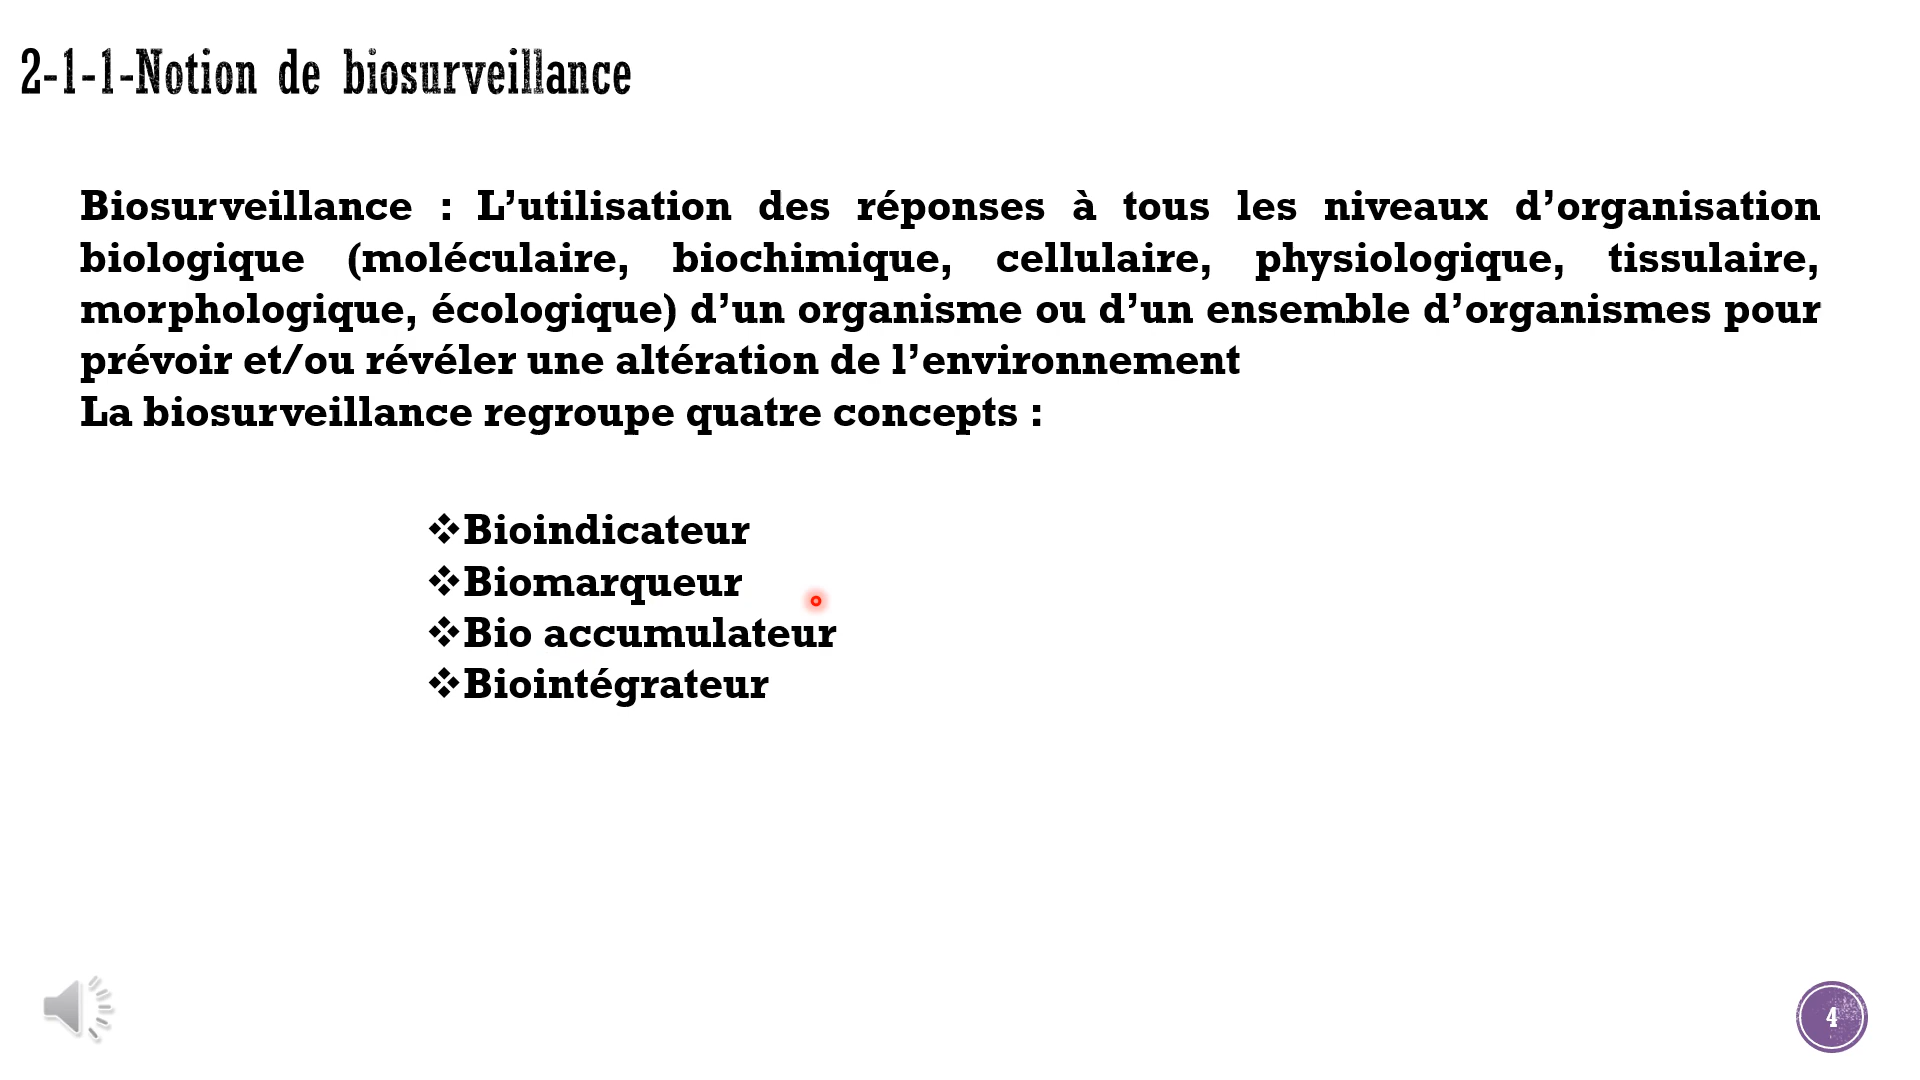 2-1-1-Notion de biosurveillance
Biosurveillance : L’utilisation des réponses à tous les niveaux d’organisation
biologique (moléculaire, biochimique, cellulaire, physiologique, tissulaire,
morphologique, écologique) d’un organisme ou d’un ensemble d’organismes pour
prévoir et/ou révéler une altération de l’environnement
La biosurveillance regroupe quatre concepts :
❖Bioindicateur
❖Biomarqueur
❖Bio accumulateur
❖Biointégrateur
4